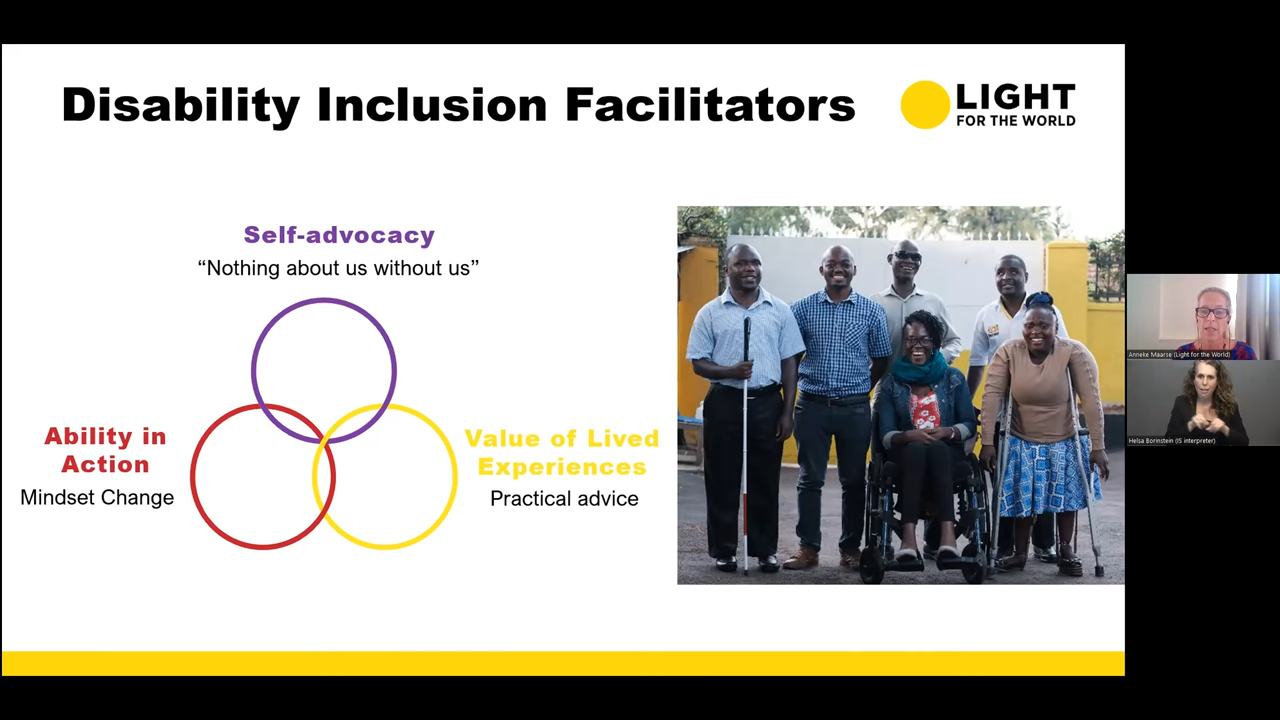 Disability Inclusion Facilitators
LIGHT
FOR THE WORLD
Self-advocacy
“Nothing about us without us”
Ability in
Action
Mindset Change
Value of Lived
Experiences
Practical advice
Anneke Maarse (Light for the World)
Helsa Borinstein (IS interpreter)